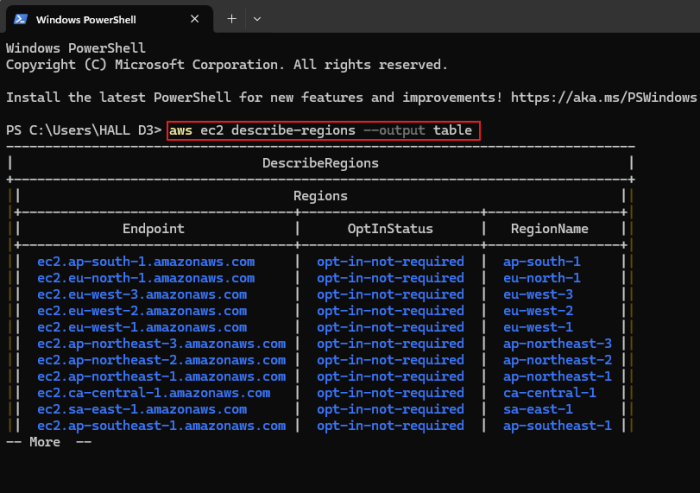 Windows PowerShell
Windows PowerShell
Copyright (C) Microsoft Corporation. All rights reserved.
Install the latest PowerShell for new features and improvements! https://aka.ms/PSWindows
PS C:\Users\HALL D3> aws ec2 describe-regions --output table
DescribeRegions
Regions
Endpoint | OptInStatus | RegionName
ec2.ap-south-1.amazonaws.com | opt-in-not-required | ap-south-1
ec2.eu-north-1.amazonaws.com | opt-in-not-required | eu-north-1
ec2.eu-west-3.amazonaws.com | opt-in-not-required | eu-west-3
ec2.eu-west-2.amazonaws.com | opt-in-not-required | eu-west-2
ec2.eu-west-1.amazonaws.com | opt-in-not-required | eu-west-1
ec2.ap-northeast-3.amazonaws.com | opt-in-not-required | ap-northeast-3
ec2.ap-northeast-2.amazonaws.com | opt-in-not-required | ap-northeast-2
ec2.ap-northeast-1.amazonaws.com | opt-in-not-required | ap-northeast-1
ec2.ca-central-1.amazonaws.com | opt-in-not-required | ca-central-1
ec2.sa-east-1.amazonaws.com | opt-in-not-required | sa-east-1
ec2.ap-southeast-1.amazonaws.com | opt-in-not-required | ap-southeast-1
-- More --